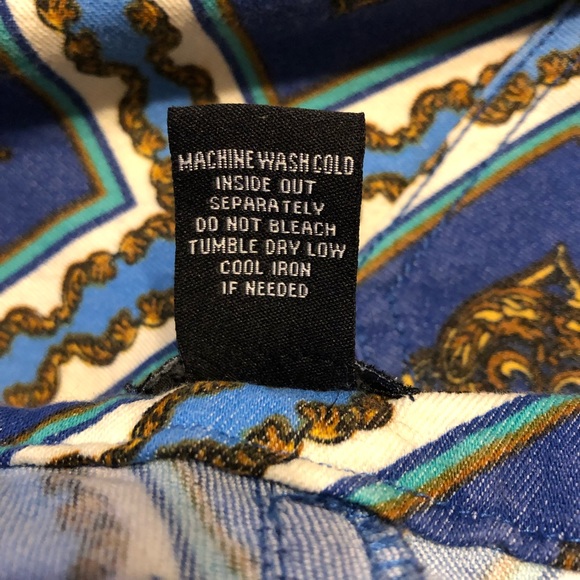 MACHINE WASH COLD
INSIDE OUT
SEPARATELY
DO NOT BLEACH
TUMBLE DRY LOW
COOL IRON
IF NEEDED